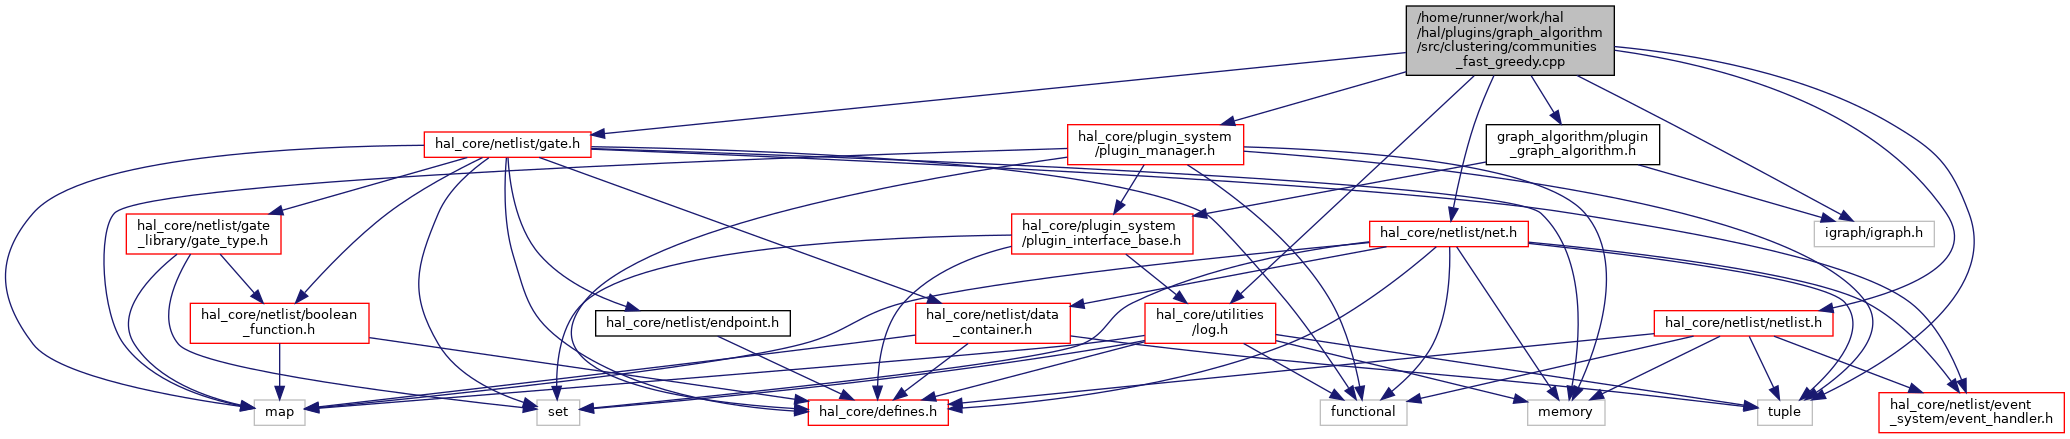 /home/runner/work/hal
/hal/plugins/graph_algorithm
/src/clustering/communities
_fast_greedy.cpp
hal_core/netlist/gate.h
hal_core/plugin_system
/plugin_manager.h
graph_algorithm/plugin
_graph_algorithm.h
hal_core/netlist/gate
_library/gate_type.h
hal_core/plugin_system
/plugin_interface_base.h
hal_core/netlist/net.h
igraph/igraph.h
hal_core/netlist/boolean
_function.h
hal_core/netlist/endpoint.h
hal_core/netlist/data
_container.h
hal_core/utilities
/log.h
hal_core/netlist/netlist.h
map
set
hal_core/defines.h
functional
memory
tuple
hal_core/netlist/event
_system/event_handler.h